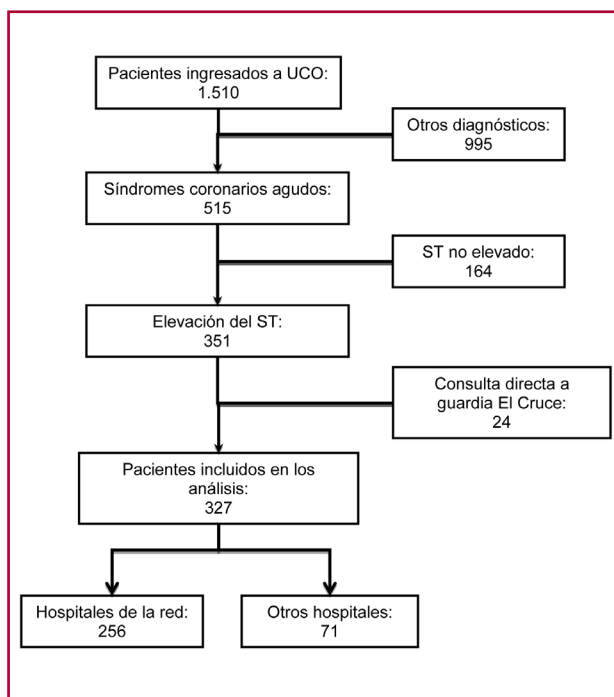 Pacientes ingresados a UCO:
1.510
Otros diagnósticos:
995
Síndromes coronarios agudos:
515
ST no elevado:
164
Elevación del ST:
351
Consulta directa a
guardia El Cruce:
24
Pacientes incluidos en los
análisis:
327
Hospitales de la red:
256
Otros hospitales:
71